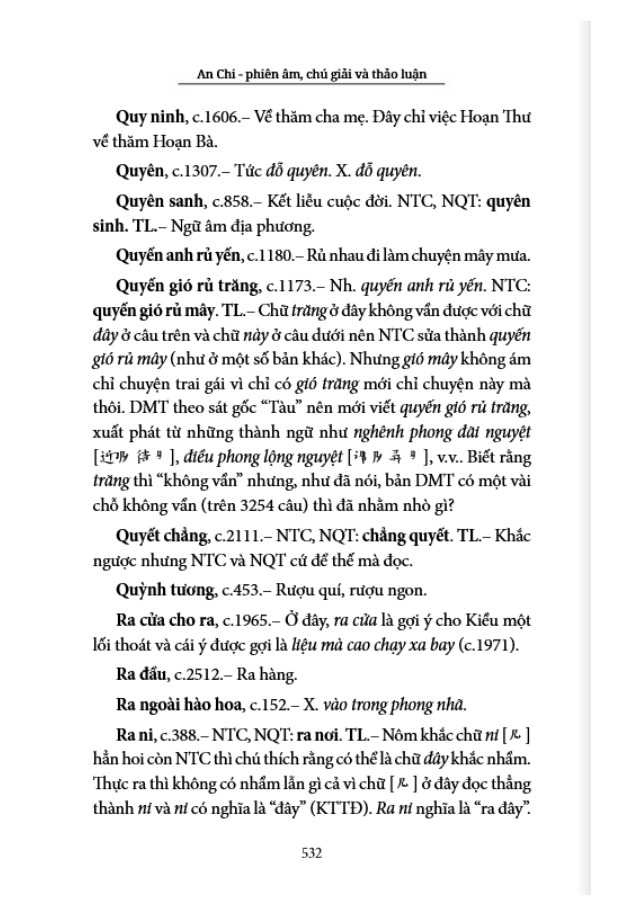 An Chi - phiên âm, chú giải và thảo luận
Quy ninh, c.1606.– Về thăm cha mẹ. Đây chỉ việc Hoạn Thư
về thăm Hoạn Bà.
Quyên, c.1307.– Tức đỗ quyên. X. đỗ quyên.
Quyên sanh, c.858.– Kết liễu cuộc đời. NTC, NQT: quyên
sinh. TL.– Ngữ âm địa phương.
Quyến anh rủ yến, c.1180.– Rủ nhau đi làm chuyện mây mưa.
Quyến gió rủ trăng, c.1173.– Nh. quyến anh rủ yến. NTC:
quyến gió rủ mây. TL.– Chữ trăng ở đây không vần được với chữ
đây ở câu trên và chữ này ở câu dưới nên NTC sửa thành quyến
gió rủ mây (như ở một số bản khác). Nhưng gió mây không ám
chỉ chuyện trai gái vì chỉ có gió trăng mới chỉ chuyện này mà
thôi. DMT theo sát gốc “Tàu” nên mới viết quyến gió rủ trăng,
xuất phát từ những thành ngữ như nghênh phong đãi nguyệt
[ ], điều phong lộng nguyệt [ ], v.v.. Biết rằng
trăng thì “không vần” nhưng, như đã nói, bản DMT có một vài
chỗ không vần (trên 3254 câu) thì đã nhằm nhò gì?
Quyết chẳng, c.2111.– NTC, NQT: chẳng quyết. TL.– Khắc
ngược nhưng NTC và NQT cứ để thế mà đọc.
Quỳnh tương, c.453.– Rượu quí, rượu ngon.
Ra cửa cho ra, c.1965.– Ở đây, ra cửa là gợi ý cho Kiều một
lối thoát và cái ý được gợi là liệu mà cao chạy xa bay (c.1971).
Ra đầu, c.2512.– Ra hàng.
Ra ngoài hào hoa, c.152.– X. vào trong phong nhã.
Ra ni, c.388.– NTC, NQT: ra nơi. TL.– Nôm khắc chữ ni [ ]
hẳn hoi còn NTC thì chú thích rằng có thể là chữ đây khắc nhầm.
Thực ra thì không có nhầm lẫn gì cả vì chữ [ ] ở đây đọc thẳng
thành ni và ni có nghĩa là “đây” (KTTĐ). Ra ni nghĩa là “ra đây”.
532